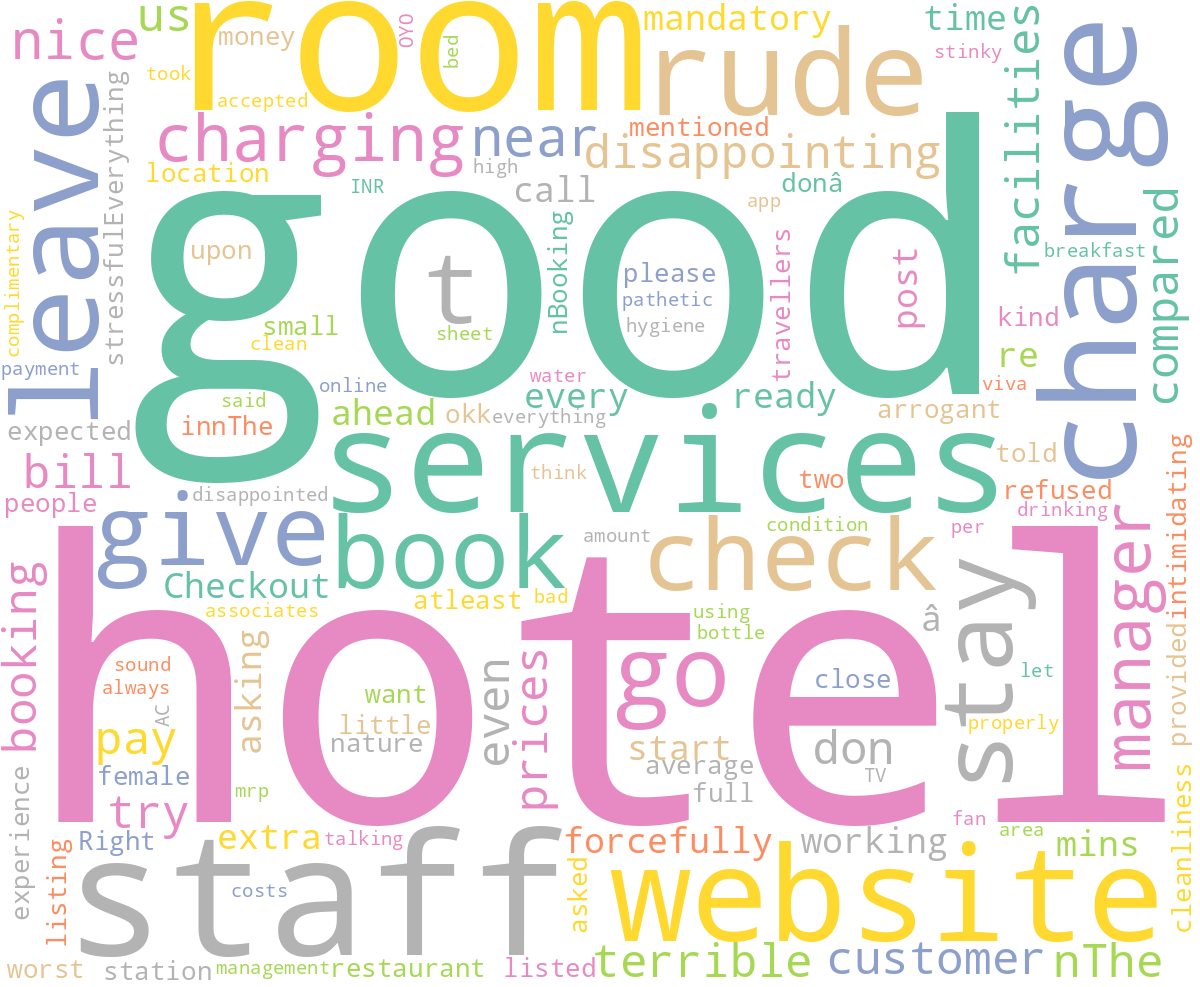 us
room
mandatory
time
nice
money
OYO
bed
rude
stinky
took
accepted
leave
stressfulEverything
charging
near
mentioned
disappointing
facilities
charge
location
INR
high
call
donâ
app
good
upon
t
nBooking
please
pathetic
hygiene
travellers
post
breakfast
compared
complimentary
small
clean
sheet
kind
re
payment
online
water
viva
said
ahead
every
ready
innThe
okk
everything
arrogant
expected
services
told
bill
think
two
refused
people
disappointed
drinking
intimidating
give
book
amount
check
condition
per
manager
Checkout
associates
atleast
bad
using
bottle
â
stay
provided
booking
hotel
asking
sound
always
AC
want
little
nature
even
prices
go
close
let
properly
pay
start
average
full
don
TV
female
mrp
try
experience
Right
extra
talking
forcefully
working
fan
area
mins
cleanliness
listing
staff
costs
asked
website
worst
station
management
restaurant
listed
terrible
customer
nThe